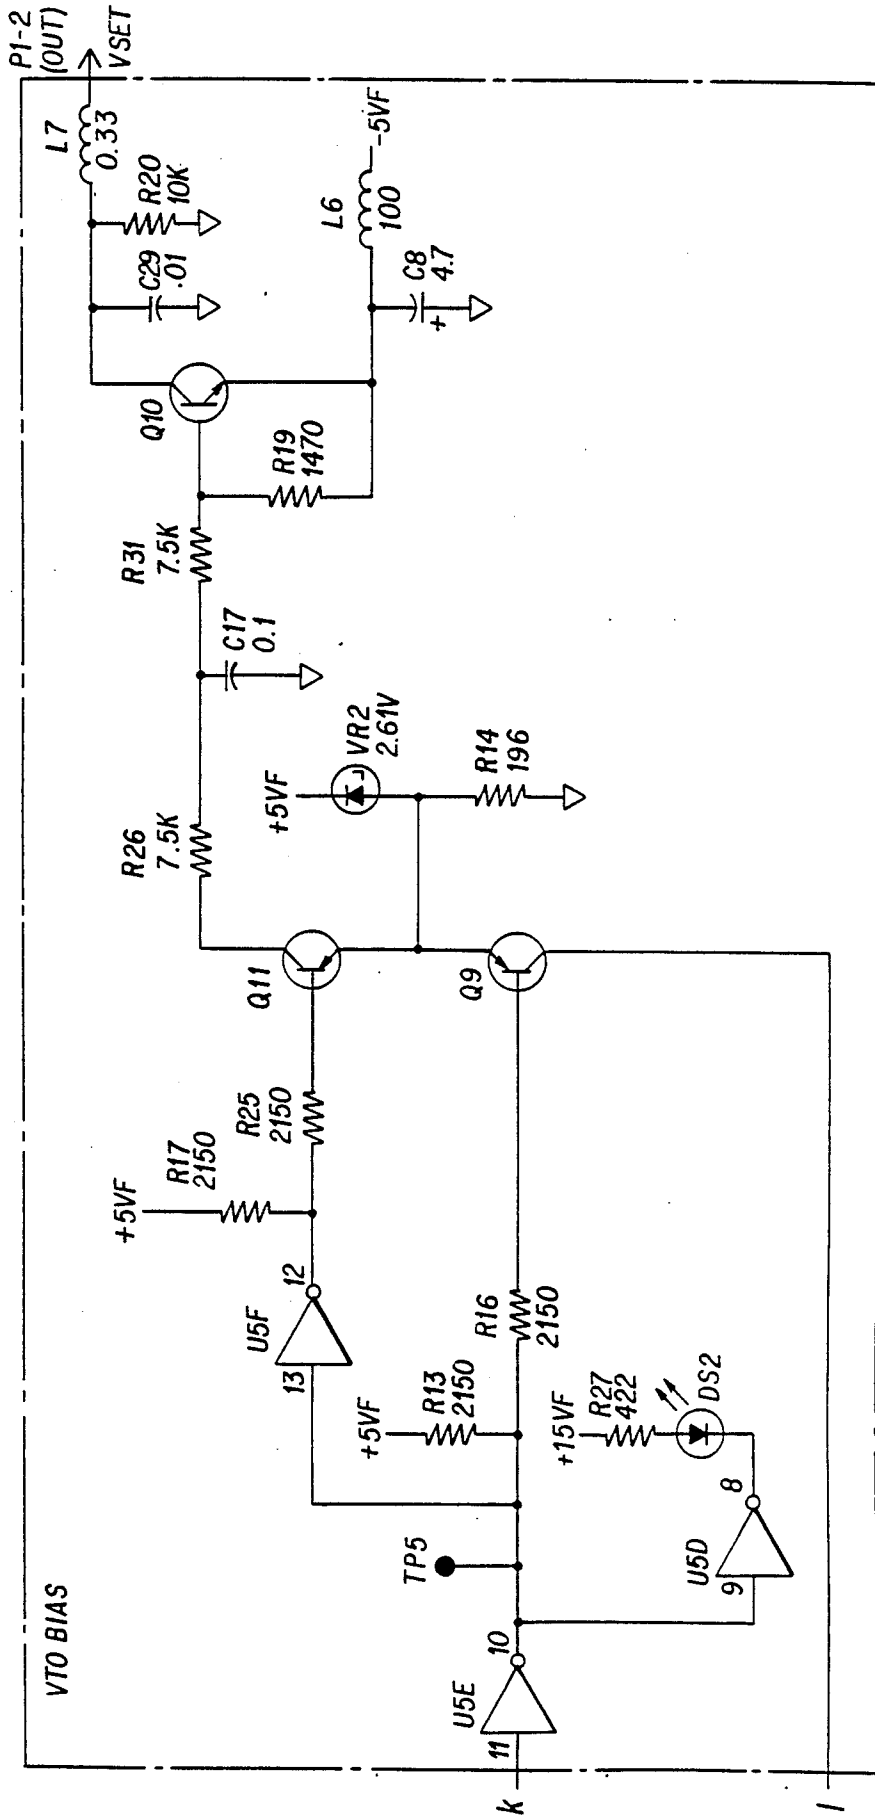 VTO BIAS
P1-2
(OUT)
VSET
L7
0.33
R20
10K
C29
.01
L6
100
-5VF
C8
4.7
+
Q10
R19
1470
R31
7.5K
C17
0.1
R26
7.5K
+5VF
VR2
2.61V
R14
196
Q11
Q9
R25
2150
R17
2150
+5VF
U5F
13
12
+5VF
R13
2150
R16
2150
TP5
+15VF
R27
422
DS2
U5D
9
8
U5E
11
10
k
l